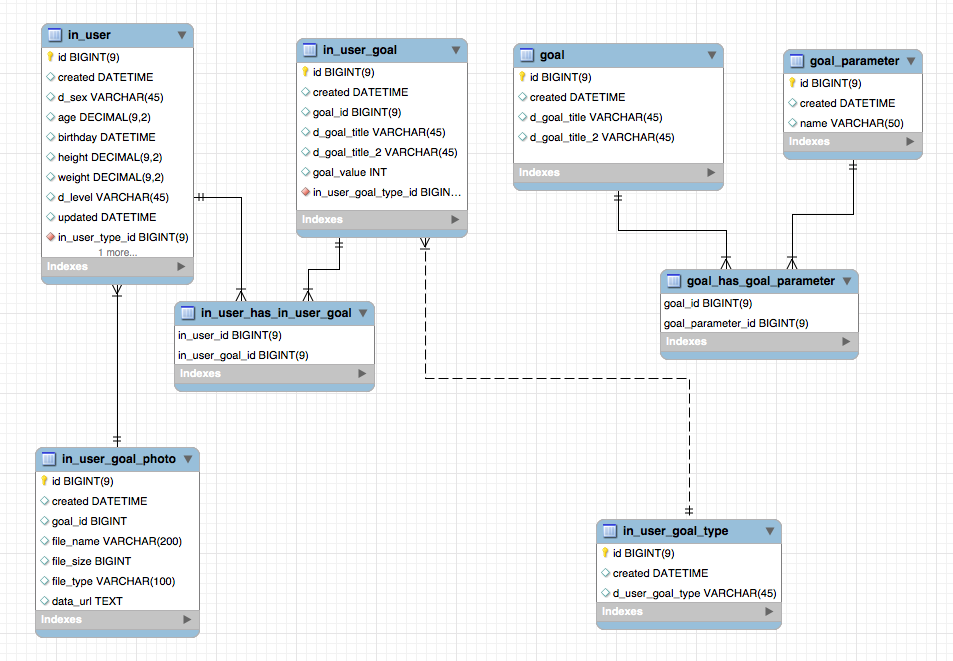 in_user
id BIGINT(9)
created DATETIME
d_sex VARCHAR(45)
age DECIMAL(9,2)
birthday DATETIME
height DECIMAL(9,2)
weight DECIMAL(9,2)
d_level VARCHAR(45)
updated DATETIME
in_user_type_id BIGINT(9)
1 more...
Indexes
in_user_goal
id BIGINT(9)
created DATETIME
goal_id BIGINT(9)
d_goal_title VARCHAR(45)
d_goal_title_2 VARCHAR(45)
goal_value INT
in_user_goal_type_id BIGIN...
Indexes
goal
id BIGINT(9)
created DATETIME
d_goal_title VARCHAR(45)
d_goal_title_2 VARCHAR(45)
Indexes
goal_parameter
id BIGINT(9)
created DATETIME
name VARCHAR(50)
Indexes
in_user_has_in_user_goal
in_user_id BIGINT(9)
in_user_goal_id BIGINT(9)
Indexes
goal_has_goal_parameter
goal_id BIGINT(9)
goal_parameter_id BIGINT(9)
Indexes
in_user_goal_photo
id BIGINT(9)
created DATETIME
goal_id BIGINT
file_name VARCHAR(200)
file_size BIGINT
file_type VARCHAR(100)
data_url TEXT
Indexes
in_user_goal_type
id BIGINT(9)
created DATETIME
d_user_goal_type VARCHAR(45)
Indexes